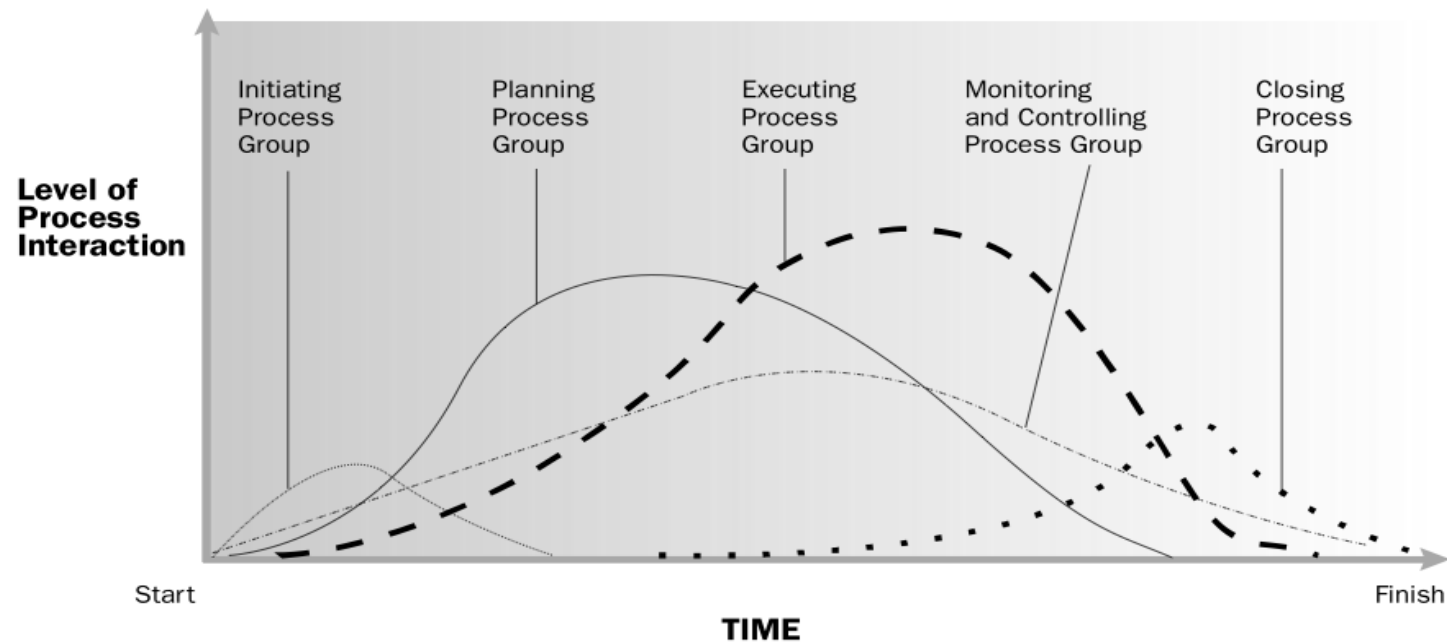 Initiating
Process
Group
Planning
Process
Group
Executing
Process
Group
Monitoring
and Controlling
Process Group
Closing
Process
Group
Level of
Process
Interaction
Start
Finish
TIME